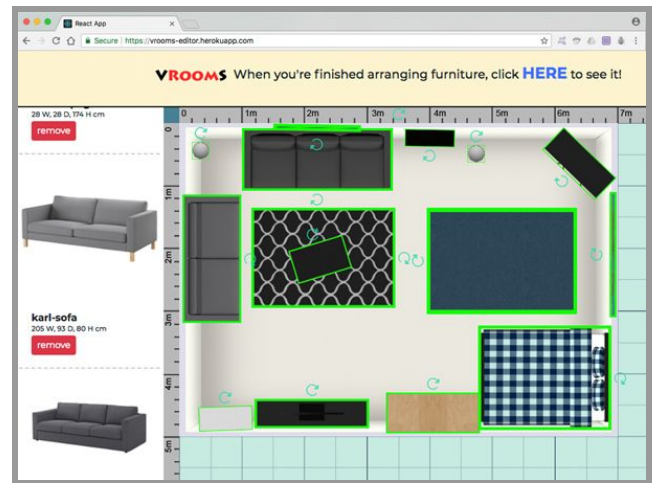 React App
Secure | https://vrooms-editor.herokuapp.com
VROOMS When you're finished arranging furniture, click HERE to see it!
28 W, 28 D, 174 H cm
remove
karl-sofa
205 W, 93 D, 80 H cm
remove
0 1m 2m 3m 4m 5m 6m 7m
0
1m
2m
3m
4m
5m